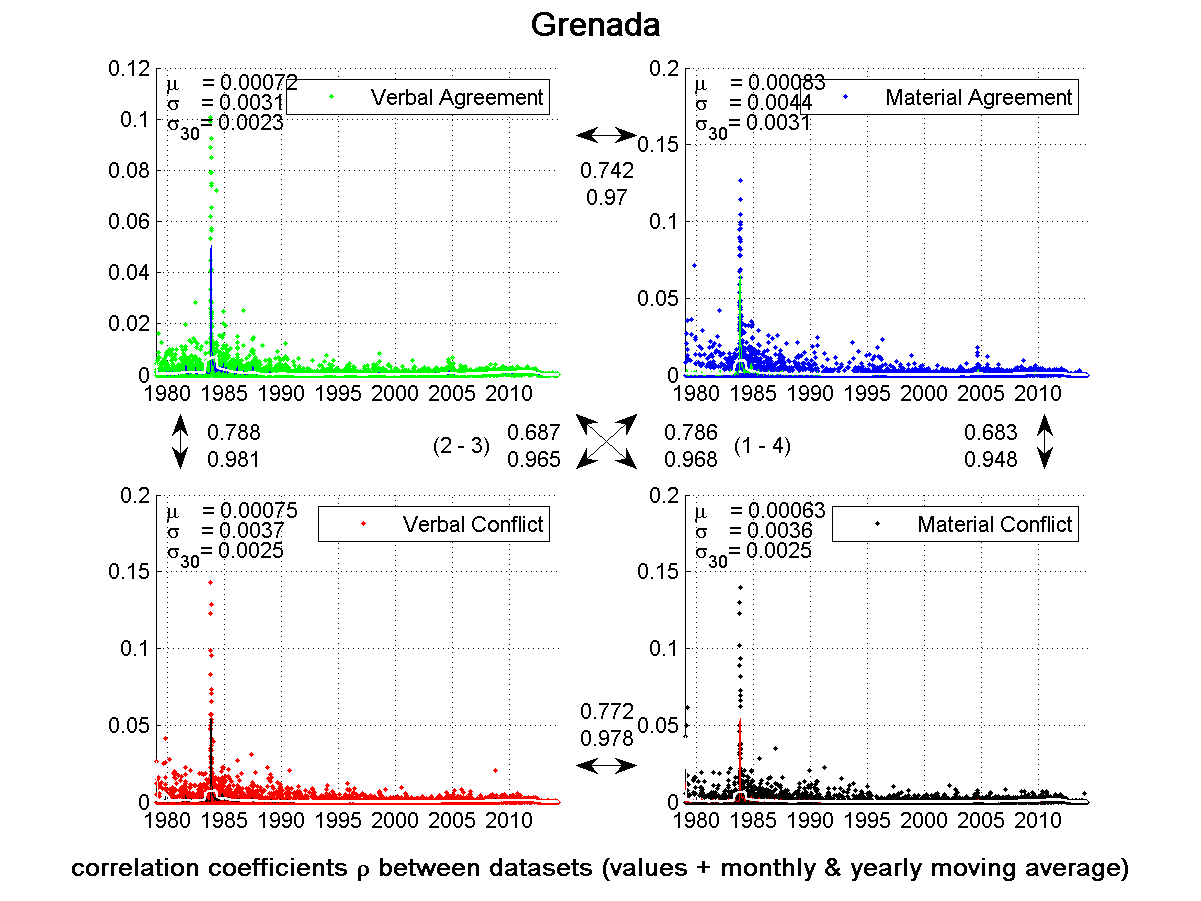 Grenada
μ = 0.00072
σ = 0.0031
σ30= 0.0023
Verbal Agreement
0.12
0.1
0.08
0.06
0.04
0.02
0
1980 1985 1990 1995 2000 2005 2010
0.742
0.97
μ = 0.00083
σ = 0.0044
σ30= 0.0031
Material Agreement
0.2
0.15
0.1
0.05
0
1980 1985 1990 1995 2000 2005 2010
0.788
0.981
(2 - 3)
0.687
0.965
0.786
0.968
(1 - 4)
0.683
0.948
μ = 0.00075
σ = 0.0037
σ30= 0.0025
Verbal Conflict
0.2
0.15
0.1
0.05
0
1980 1985 1990 1995 2000 2005 2010
0.772
0.978
μ = 0.00063
σ = 0.0036
σ30= 0.0025
Material Conflict
0.2
0.15
0.1
0.05
0
1980 1985 1990 1995 2000 2005 2010
correlation coefficients ρ between datasets (values + monthly & yearly moving average)